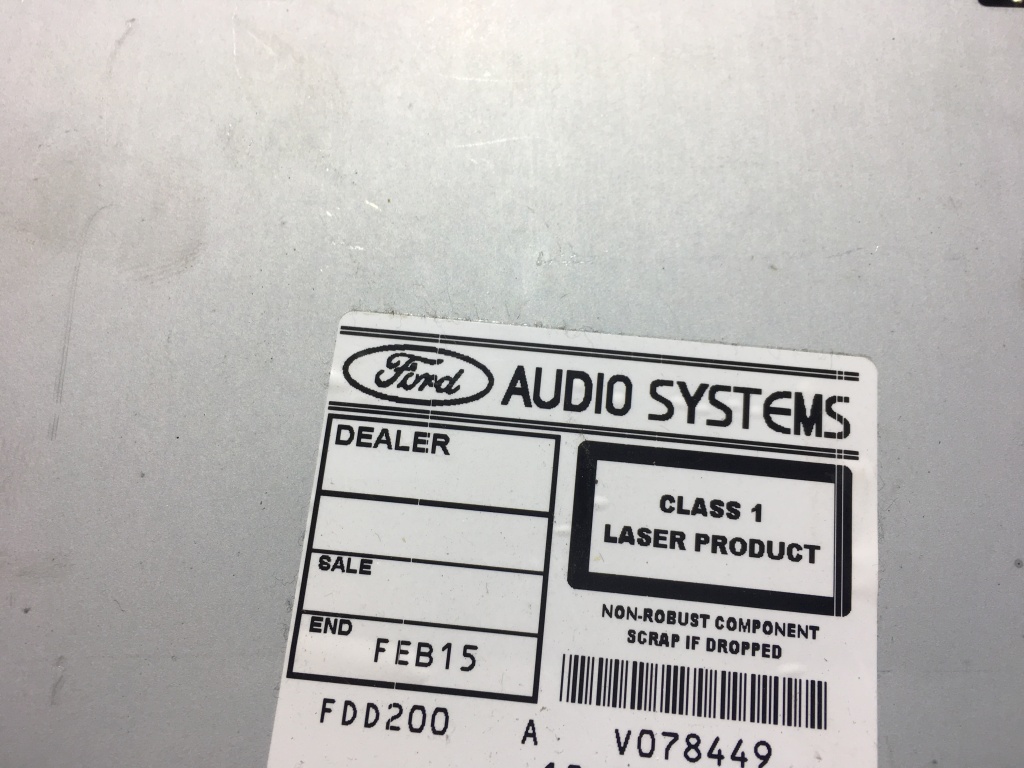 Ford AUDIO SYSTEMS
DEALER
CLASS 1
LASER PRODUCT
SALE
NON-ROBUST COMPONENT
SCRAP IF DROPPED
END
FEB15
FDD200 A V078449